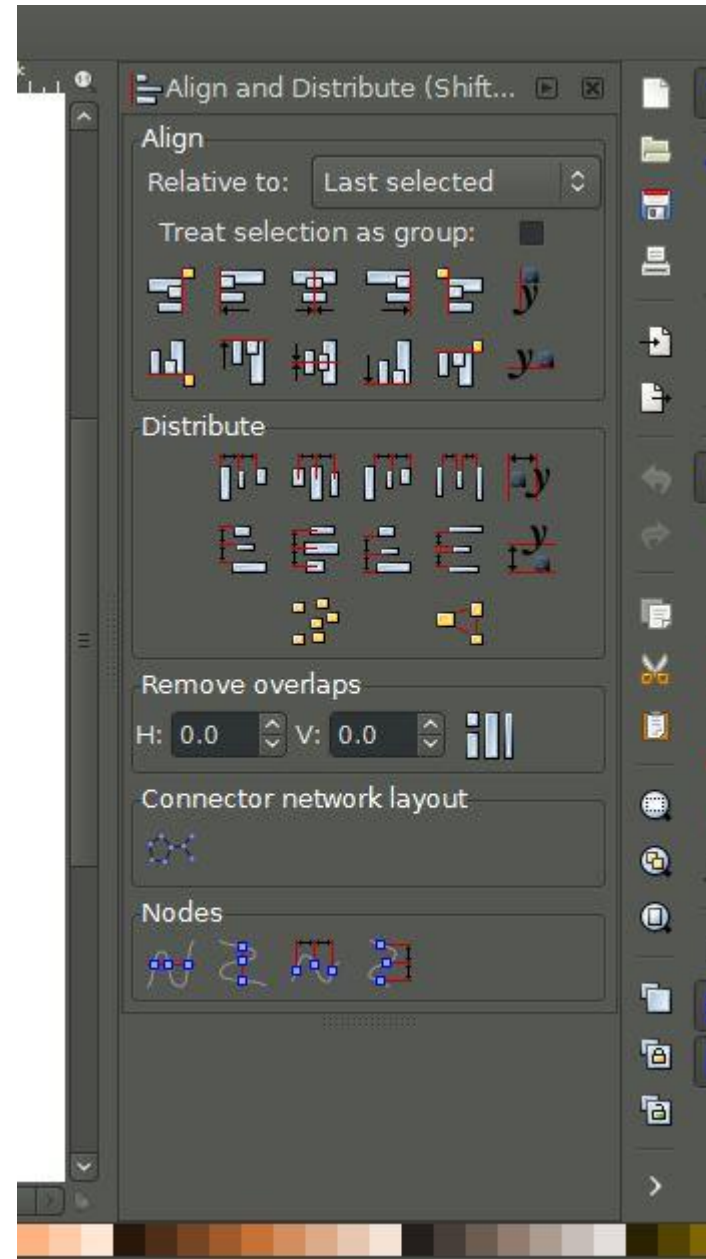 Align and Distribute (Shift...
Align
Relative to: Last selected
Treat selection as group:
y
y
Distribute
y
y
Remove overlaps
H: 0.0 V: 0.0
Connector network layout
Nodes